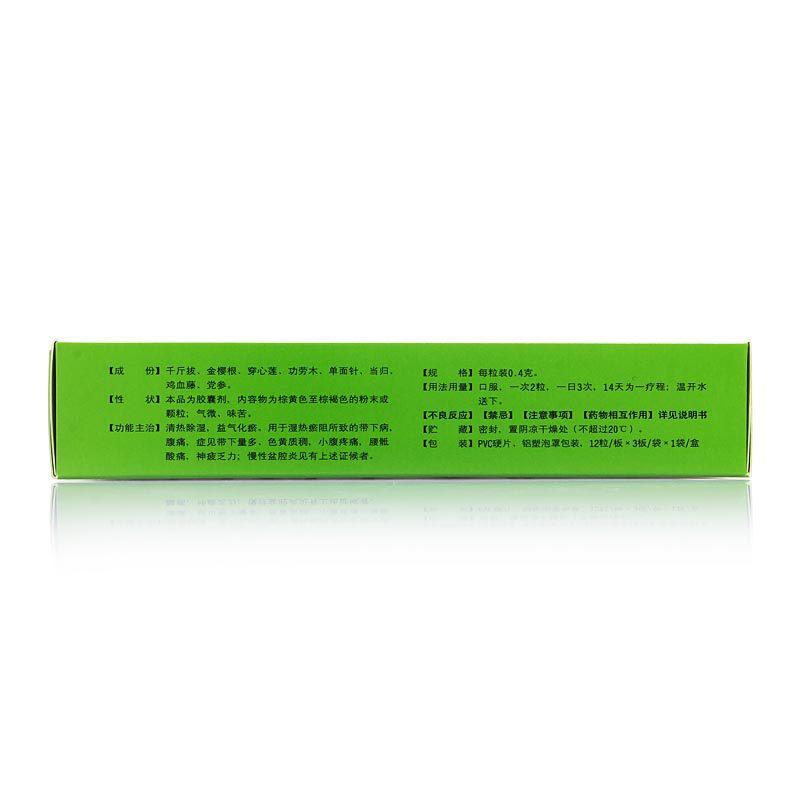 【成 份】千斤拔、金樱根、穿心莲、功劳木、单面针、当归、
鸡血藤、党参。
【性 状】本品为胶囊剂，内容物为棕黄色至棕褐色的粉末或
颗粒；气微、味苦。
【功能主治】清热除湿，益气化瘀。用于湿热瘀阻所致的带下病，
腹痛，症见带下量多、色黄质稠，小腹疼痛，腰骶
酸痛，神疲乏力；慢性盆腔炎见有上述证候者。
【规 格】每粒装0.4克。
【用法用量】口服，一次2粒，一日3次，14天为一疗程；温开水
送下。
【不良反应】【禁忌】【注意事项】【药物相互作用】详见说明书
【贮 藏】密封，置阴凉干燥处（不超过20℃）。
【包 装】PVC硬片、铝塑泡罩包装，12粒/板×3板/袋×1袋/盒